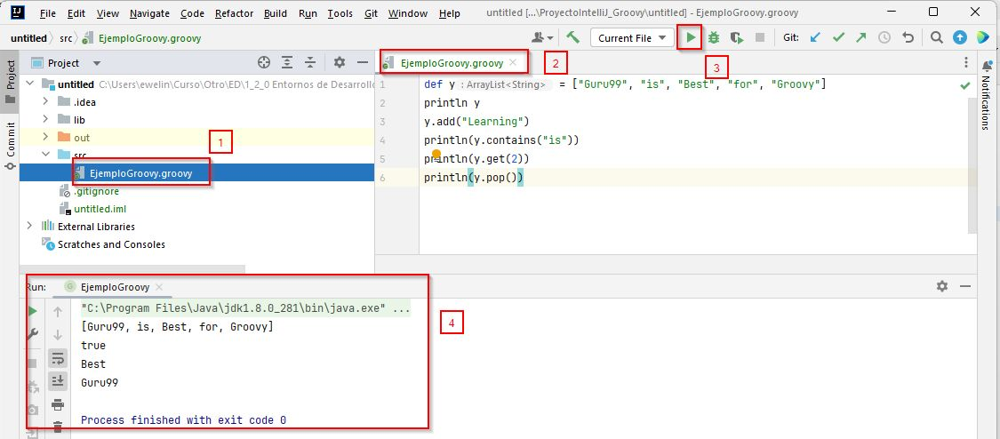 IJ File Edit View Navigate Code Refactor Build Run Tools Git Window Help untitled [...\ProyectoIntelliJ_Groovy\untitled] - EjemploGroovy.groovy
untitled src EjemploGroovy.groovy Current File Git:
Project
Project
EjemploGroovy.groovy
2
3
Notifications
untitled C:\Users\ewelin\Curso\Otro\ED\1_2_0 Entornos de Desarrollo
.idea
lib
out
1
src
EjemploGroovy.groovy
.gitignore
untitled.iml
External Libraries
Scratches and Consoles
Commit
1 def y : ArrayList<String> = ["Guru99", "is", "Best", "for", "Groovy"]
2 println y
3 y.add("Learning")
4 println(y.contains("is"))
5 println(y.get(2))
6 println(y.pop())
Run: G EjemploGroovy
"C:\Program Files\Java\jdk1.8.0_281\bin\java.exe" ...
4
[Guru99, is, Best, for, Groovy]
true
Best
Guru99
Process finished with exit code 0